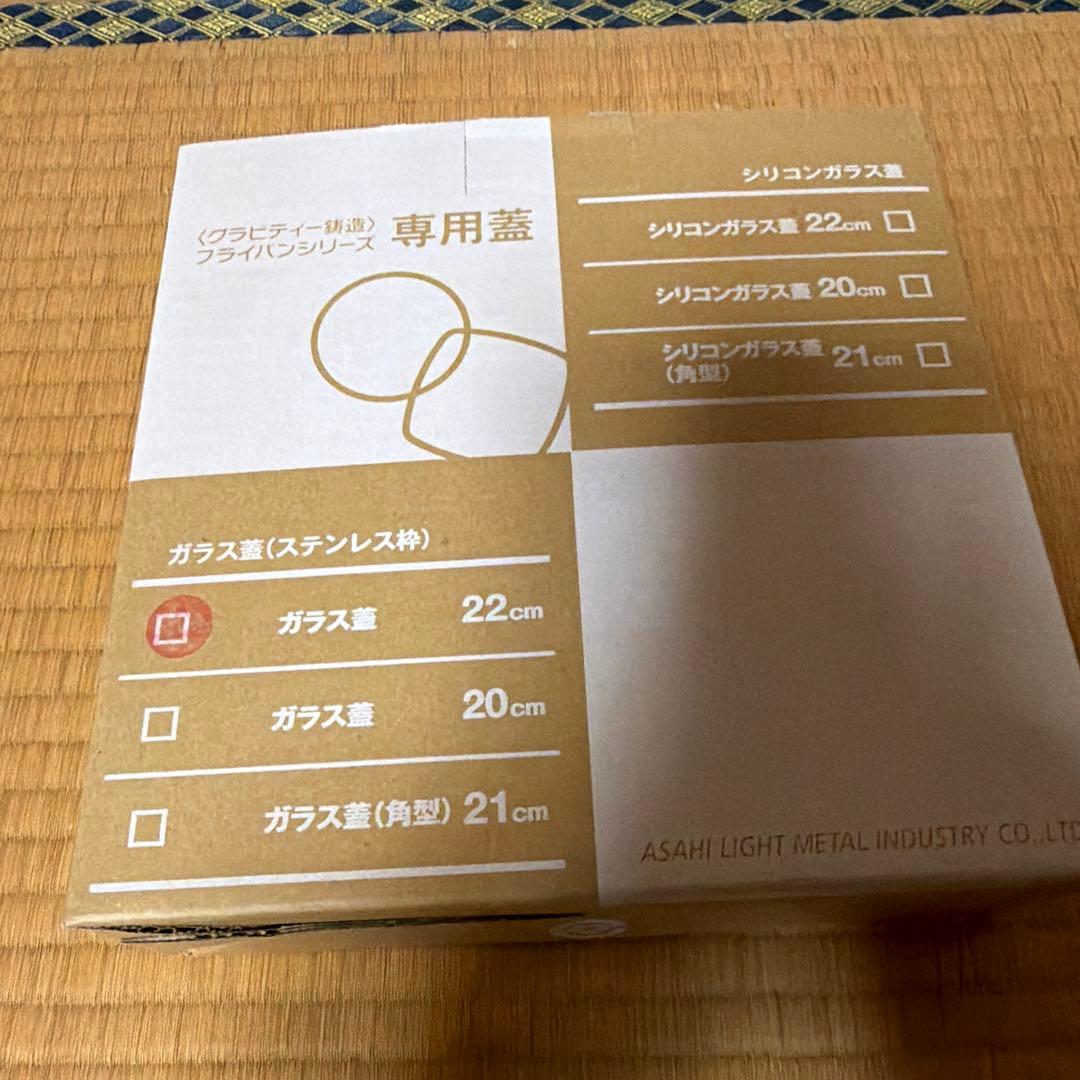 〈グラビティー鋳造〉
フライパンシリーズ 専用蓋
シリコンガラス蓋
シリコンガラス蓋 22cm
シリコンガラス蓋 20cm
シリコンガラス蓋
(角型) 21cm
ガラス蓋(ステンレス枠)
ガラス蓋 22cm
ガラス蓋 20cm
ガラス蓋(角型) 21cm
ASAHI LIGHT METAL INDUSTRY CO.,LTD